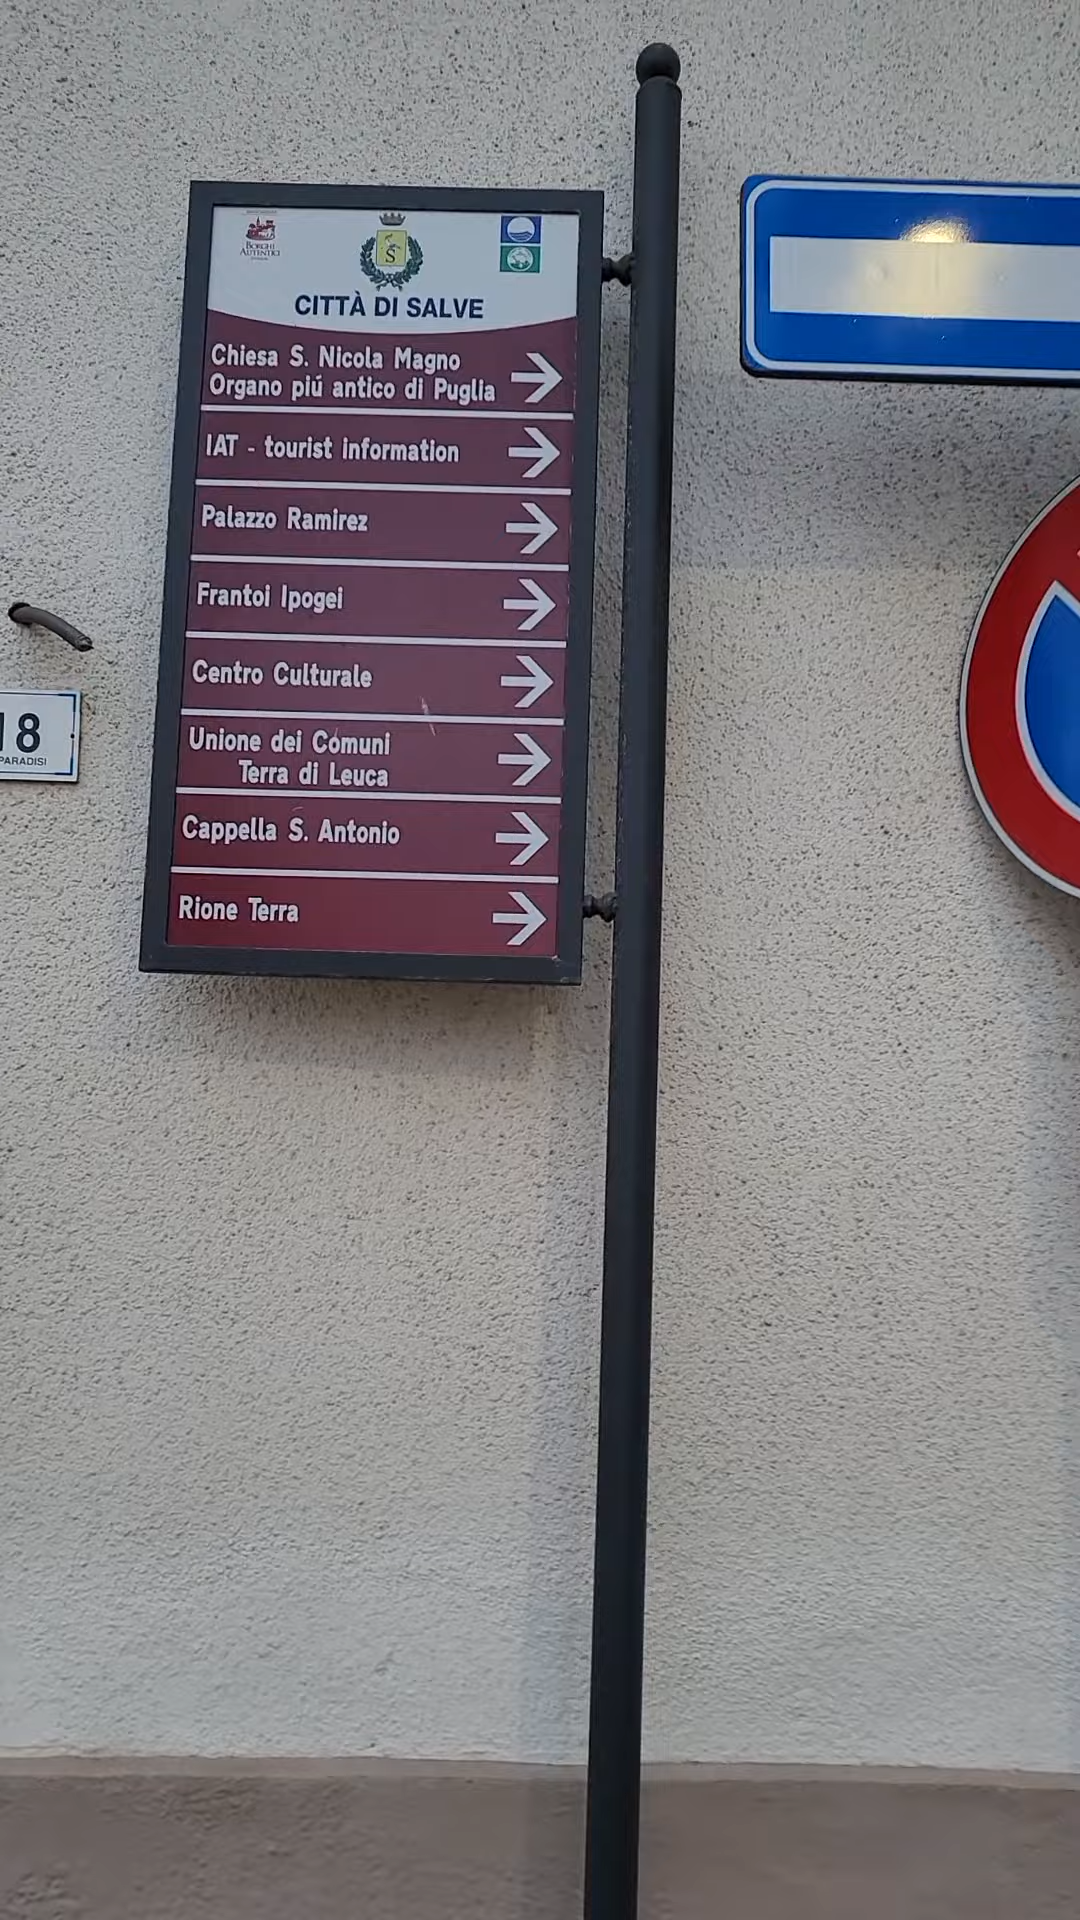 BORGHI
AUTENTICI
S
CITTÀ DI SALVE
Chiesa S. Nicola Magno
Organo piú antico di Puglia
IAT - tourist information
Palazzo Ramirez
Frantoi Ipogei
Centro Culturale
Unione dei Comuni
Terra di Leuca
Cappella S. Antonio
Rione Terra
18
PARADISI